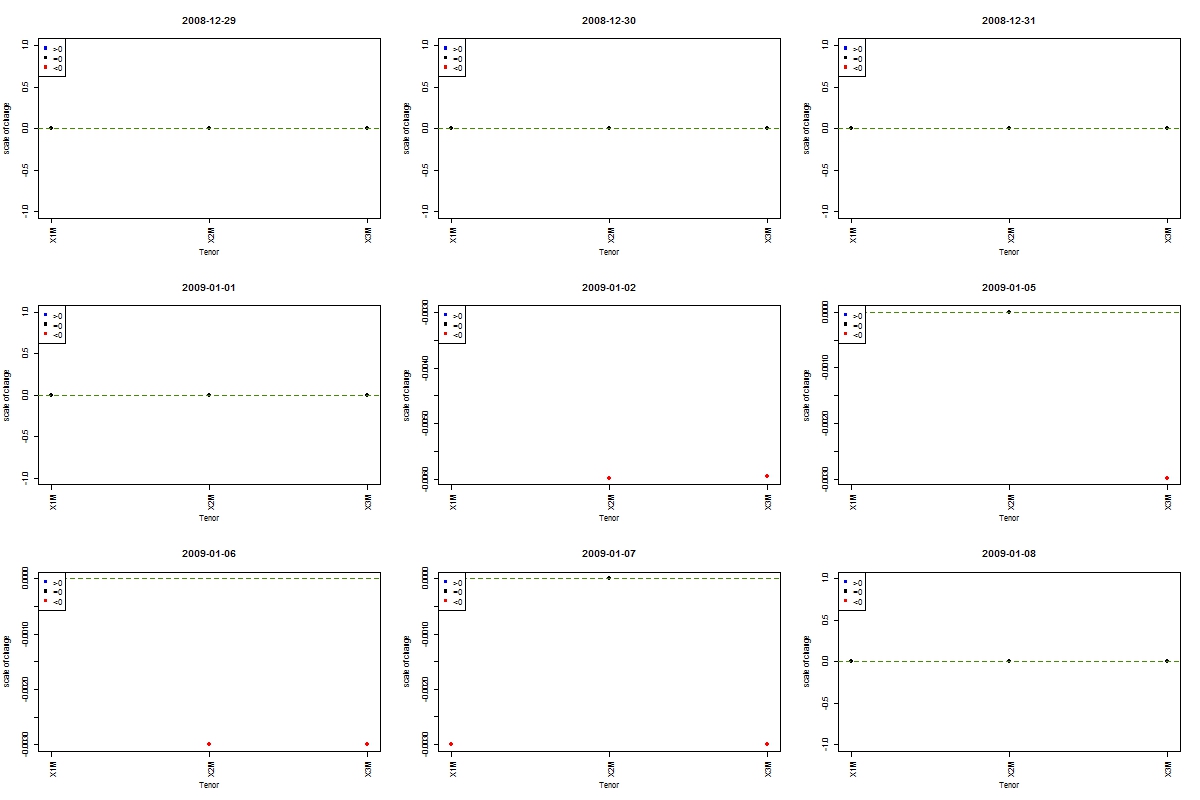 2008-12-29
1.0
0.5
0.0
-0.5
-1.0
scale of change
>0
=0
<0
X1M
X2M
X3M
Tenor
2008-12-30
1.0
0.5
0.0
-0.5
-1.0
scale of change
>0
=0
<0
X1M
X2M
X3M
Tenor
2008-12-31
1.0
0.5
0.0
-0.5
-1.0
scale of change
>0
=0
<0
X1M
X2M
X3M
Tenor
2009-01-01
1.0
0.5
0.0
-0.5
-1.0
scale of change
>0
=0
<0
X1M
X2M
X3M
Tenor
2009-01-02
-0.0030
-0.0040
-0.0050
-0.0060
scale of change
>0
=0
<0
X1M
X2M
X3M
Tenor
2009-01-05
0.0000
-0.0010
-0.0020
-0.0030
scale of change
>0
=0
<0
X1M
X2M
X3M
Tenor
2009-01-06
0.0000
-0.0010
-0.0020
-0.0030
scale of change
>0
=0
<0
X1M
X2M
X3M
Tenor
2009-01-07
0.0000
-0.0010
-0.0020
-0.0030
scale of change
>0
=0
<0
X1M
X2M
X3M
Tenor
2009-01-08
1.0
0.5
0.0
-0.5
-1.0
scale of change
>0
=0
<0
X1M
X2M
X3M
Tenor